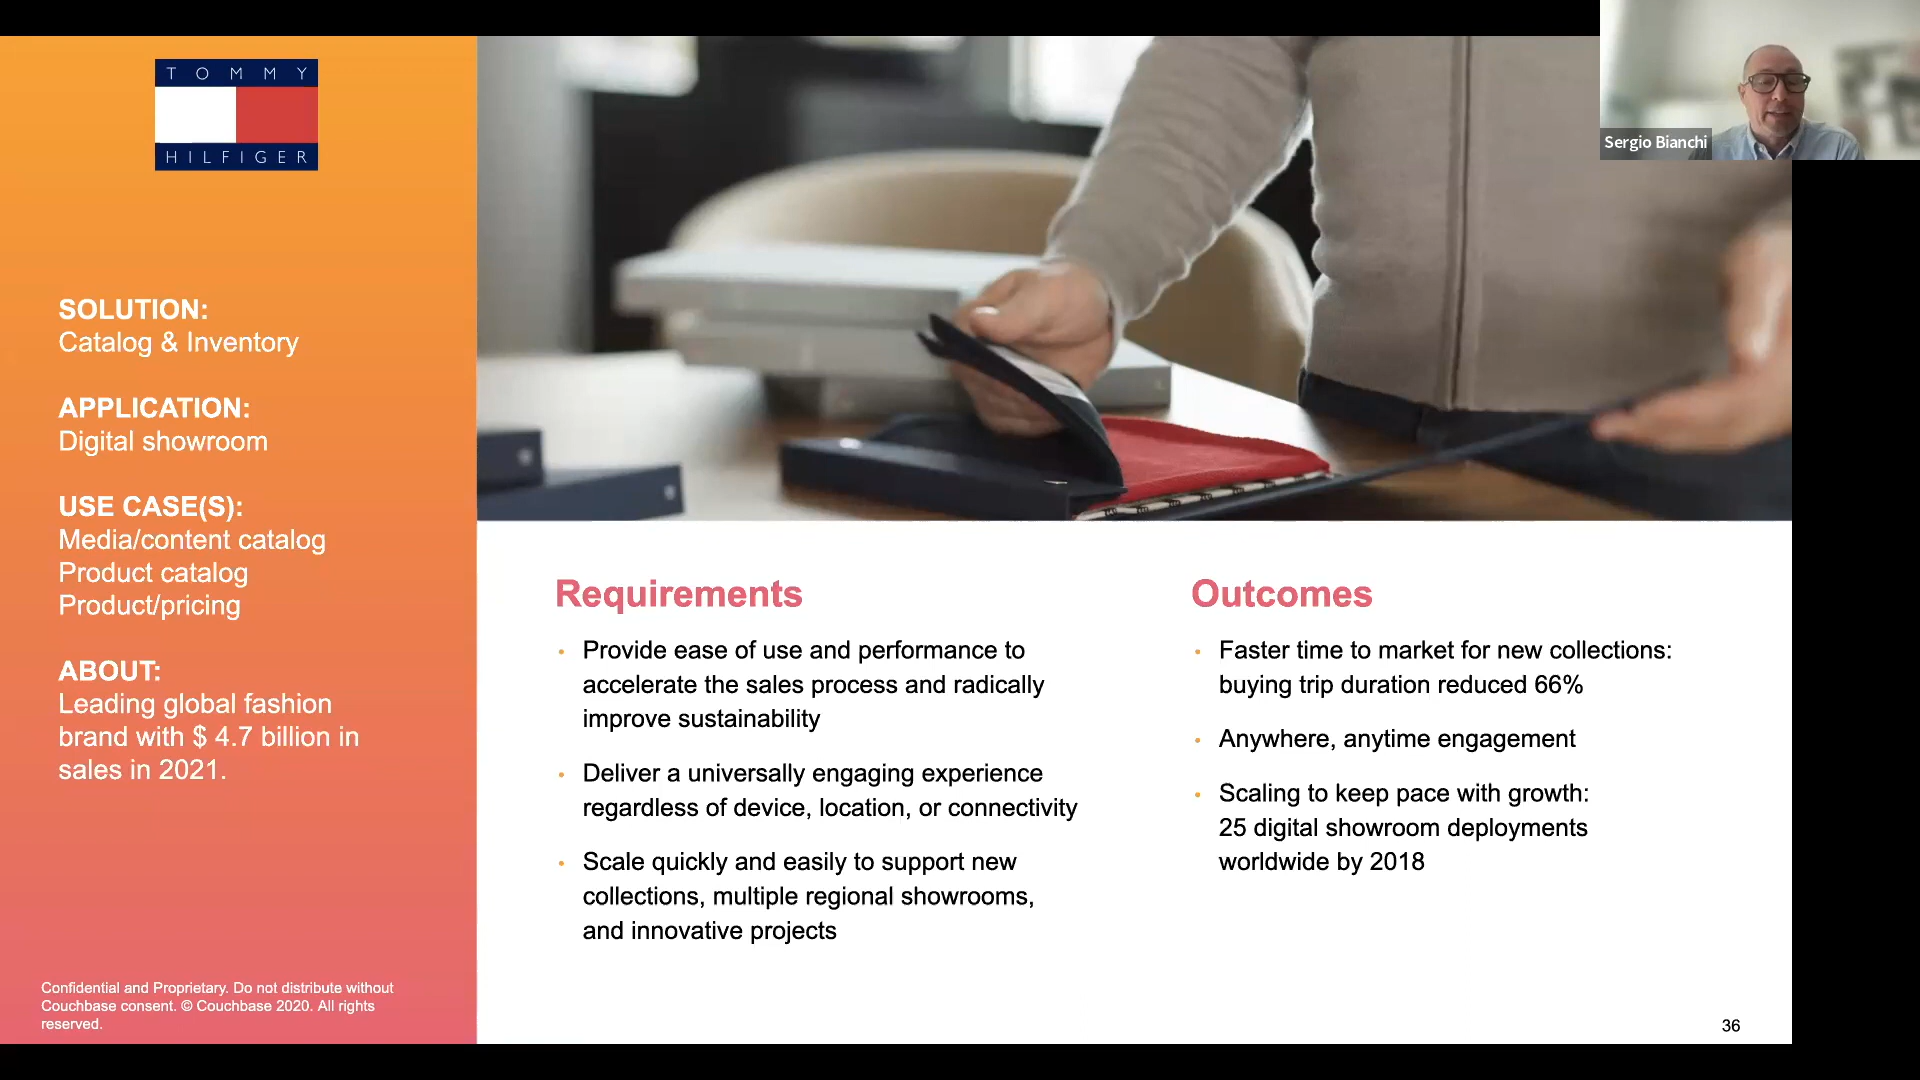 TOMMY
HILFIGER
Sergio Bianchi
SOLUTION:
Catalog & Inventory
APPLICATION:
Digital showroom
USE CASE(S):
Media/content catalog
Product catalog
Product/pricing
ABOUT:
Leading global fashion
brand with $ 4.7 billion in
sales in 2021.
Confidential and Proprietary. Do not distribute without
Couchbase consent. © Couchbase 2020. All rights
reserved.
Requirements
• Provide ease of use and performance to
accelerate the sales process and radically
improve sustainability
• Deliver a universally engaging experience
regardless of device, location, or connectivity
• Scale quickly and easily to support new
collections, multiple regional showrooms,
and innovative projects
Outcomes
• Faster time to market for new collections:
buying trip duration reduced 66%
• Anywhere, anytime engagement
• Scaling to keep pace with growth:
25 digital showroom deployments
worldwide by 2018
36